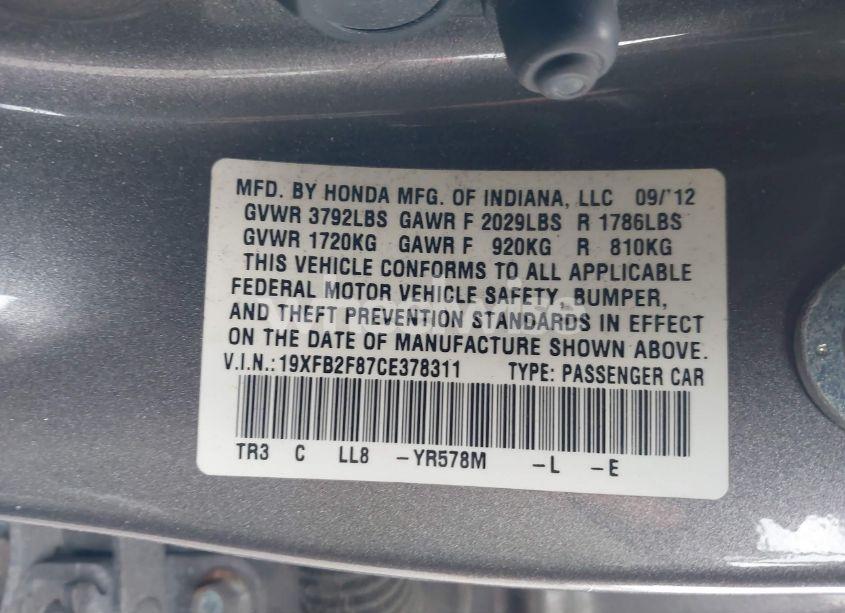 MFD. BY HONDA MFG. OF INDIANA, LLC 09/'12
GVWR 3792LBS GAWR F 2029LBS R 1786LBS
GVWR 1720KG GAWR F 920KG R 810KG
THIS VEHICLE CONFORMS TO ALL APPLICABLE
FEDERAL MOTOR VEHICLE SAFETY, BUMPER,
AND THEFT PREVENTION STANDARDS IN EFFECT
ON THE DATE OF MANUFACTURE SHOWN ABOVE.
V.I.N.:19XFB2F87CE378311 TYPE: PASSENGER CAR
TR3 C LL8 -YR578M -L -E